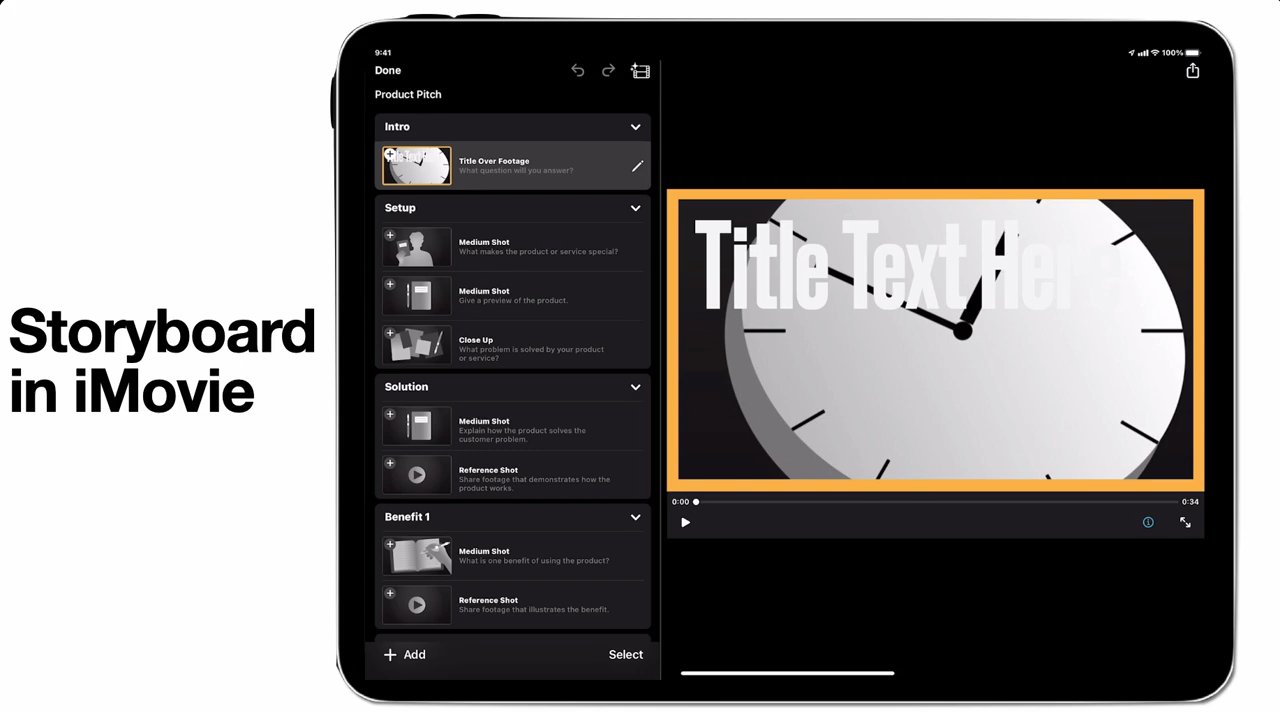 Storyboard
in iMovie
9:41
100%
Done
Product Pitch
Intro
Title Text Here
Title Over Footage
What question will you answer?
Setup
Medium Shot
What makes the product or service special?
Medium Shot
Give a preview of the product.
Close Up
What problem is solved by your product
or service?
Solution
Medium Shot
Explain how the product solves the
customer problem.
Reference Shot
Share footage that demonstrates how the
product works.
Benefit 1
Medium Shot
What is one benefit of using the product?
Reference Shot
Share footage that illustrates the benefit.
Add
Select
Title Text Here
0:00
0:34